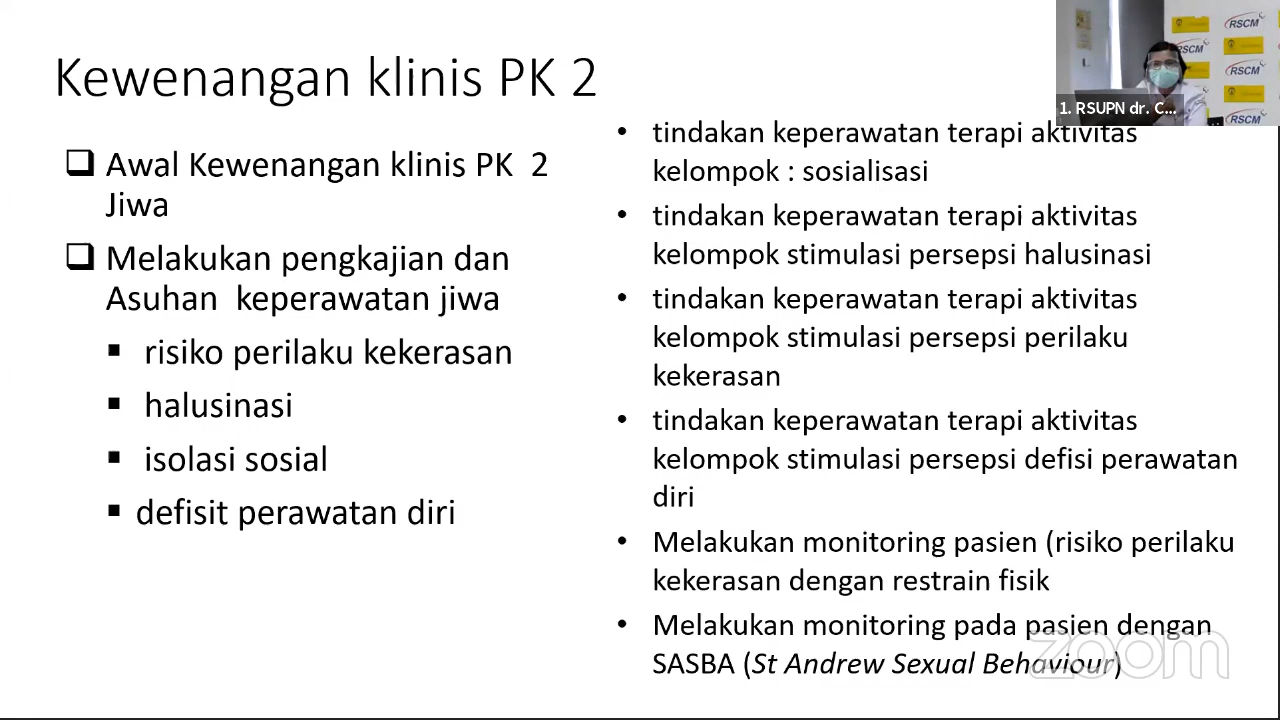 Kewenangan klinis PK 2
Awal Kewenangan klinis PK 2
Jiwa
Melakukan pengkajian dan
Asuhan keperawatan jiwa
risiko perilaku kekerasan
halusinasi
isolasi sosial
defisit perawatan diri
tindakan keperawatan terapi aktivitas
kelompok : sosialisasi
tindakan keperawatan terapi aktivitas
kelompok stimulasi persepsi halusinasi
tindakan keperawatan terapi aktivitas
kelompok stimulasi persepsi perilaku
kekerasan
tindakan keperawatan terapi aktivitas
kelompok stimulasi persepsi defisi perawatan
diri
Melakukan monitoring pasien (risiko perilaku
kekerasan dengan restrain fisik
Melakukan monitoring pada pasien dengan
SASBA (St Andrew Sexual Behaviour)
RSCM
RSCM
RSCM
RSCM
1. RSUPN dr. C...
zoom